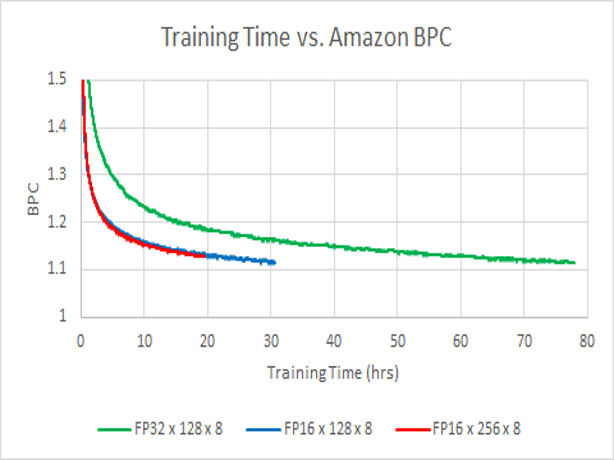 Training Time vs. Amazon BPC
1.5
1.4
1.3
1.2
1.1
1
BPC
0 10 20 30 40 50 60 70 80
Training Time (hrs)
FP32 x 128 x 8 FP16 x 128 x 8 FP16 x 256 x 8